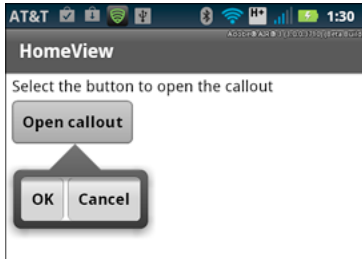 AT&T H+ 1:30
HomeView
Select the button to open the callout
Open callout
OK Cancel